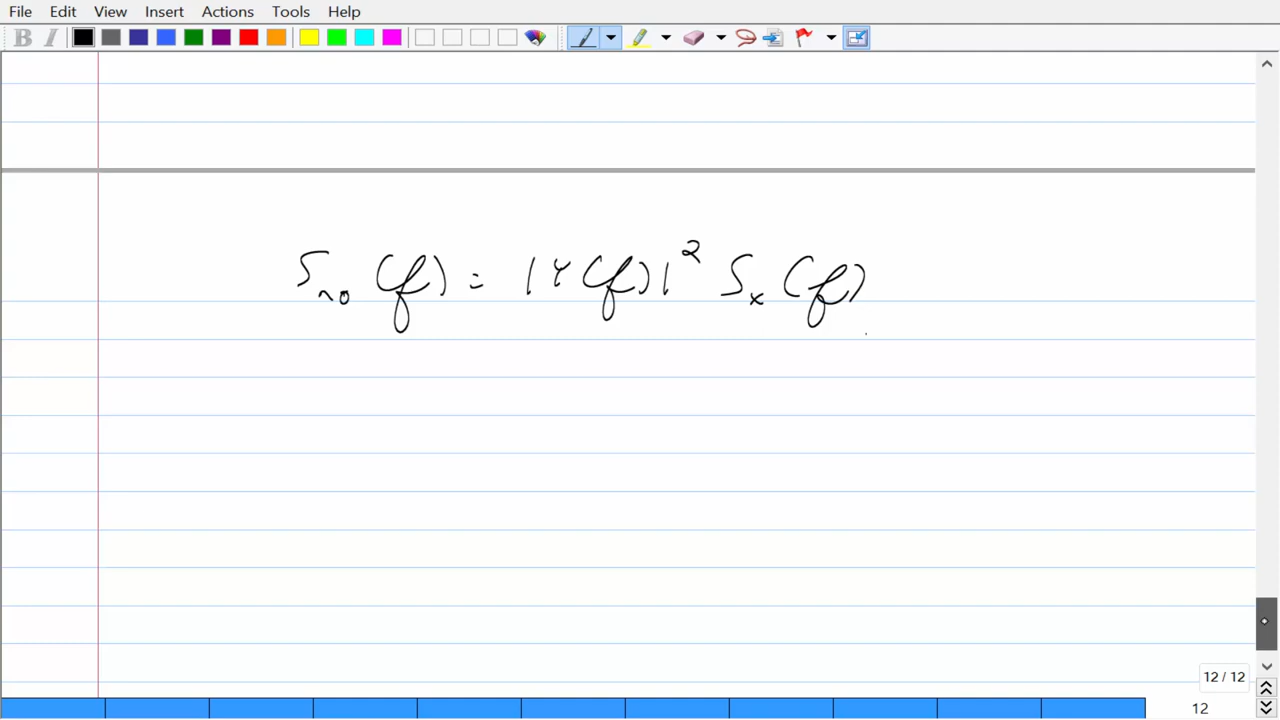 File Edit View Insert Actions Tools Help
B I
S_no (f) = |H(f)|² S_x (f)
12 / 12
12